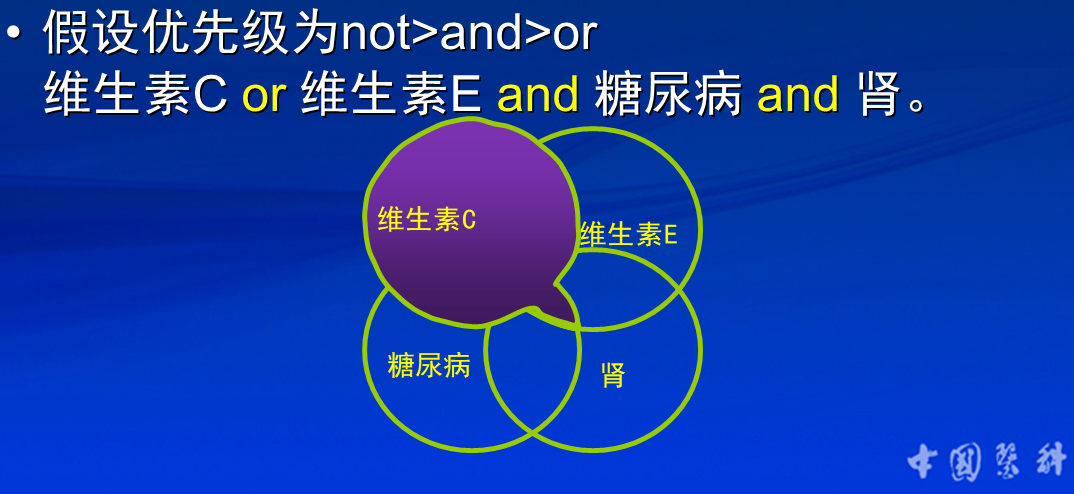 • 假设优先级为not>and>or
维生素C or 维生素E and 糖尿病 and 肾。
维生素C
维生素E
糖尿病
肾
中国医科